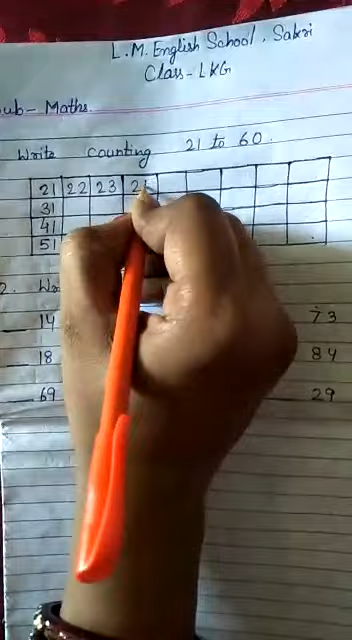 L.M. English School, Sakri
Class - LKG
Sub - Maths.
Write counting 21 to 60.
21 22 23
31
41
51
2.
14 73
18 84
69 29